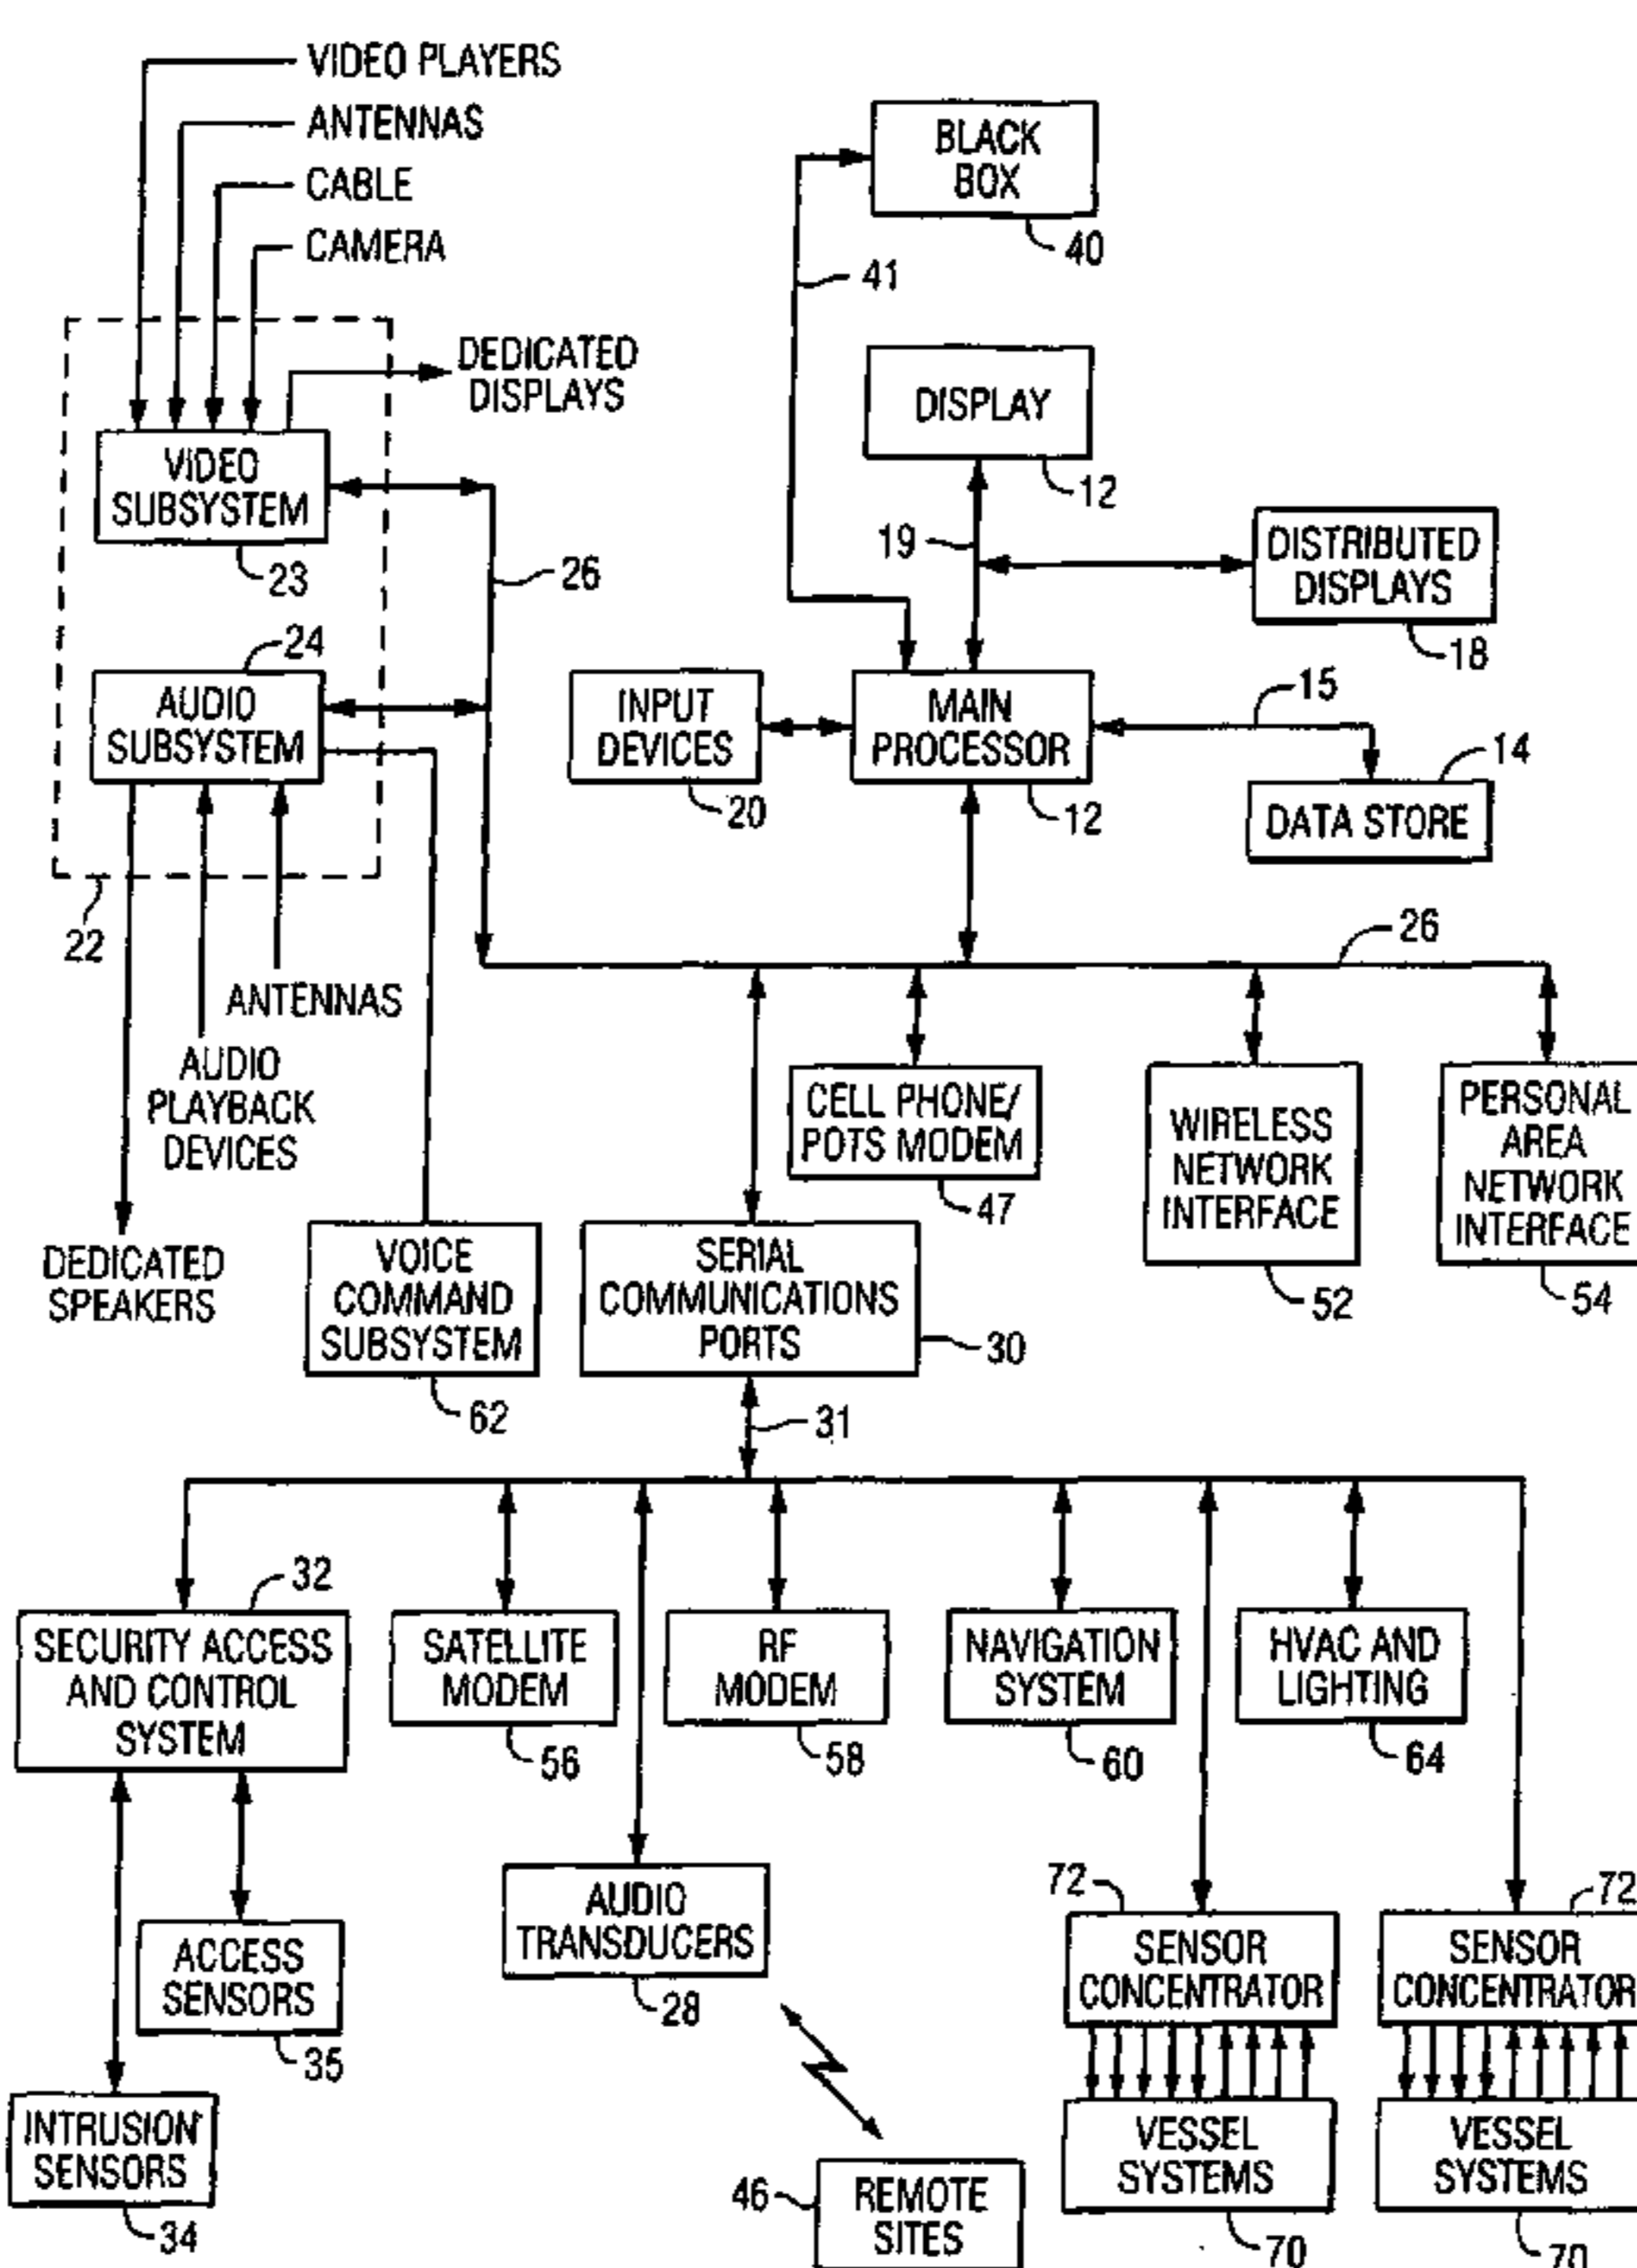 VIDEO PLAYERS
ANTENNAS
CABLE
CAMERA
BLACK
BOX
40
41
DEDICATED
DISPLAYS
DISPLAY
12
VIDEO
SUBSYSTEM
23
26
19
DISTRIBUTED
DISPLAYS
18
24
AUDIO
SUBSYSTEM
INPUT
DEVICES
20
MAIN
PROCESSOR
12
15
14
DATA STORE
22
26
ANTENNAS
AUDIO
PLAYBACK
DEVICES
DEDICATED
SPEAKERS
CELL PHONE/
POTS MODEM
47
WIRELESS
NETWORK
INTERFACE
52
PERSONAL
AREA
NETWORK
INTERFACE
54
VOICE
COMMAND
SUBSYSTEM
62
SERIAL
COMMUNICATIONS
PORTS
30
31
32
SECURITY ACCESS
AND CONTROL
SYSTEM
SATELLITE
MODEM
56
RF
MODEM
58
NAVIGATION
SYSTEM
60
HVAC AND
LIGHTING
64
AUDIO
TRANSDUCERS
28
72
SENSOR
CONCENTRATOR
72
SENSOR
CONCENTRATOR
ACCESS
SENSORS
35
INTRUSION
SENSORS
34
46
REMOTE
SITES
VESSEL
SYSTEMS
70
VESSEL
SYSTEMS
70